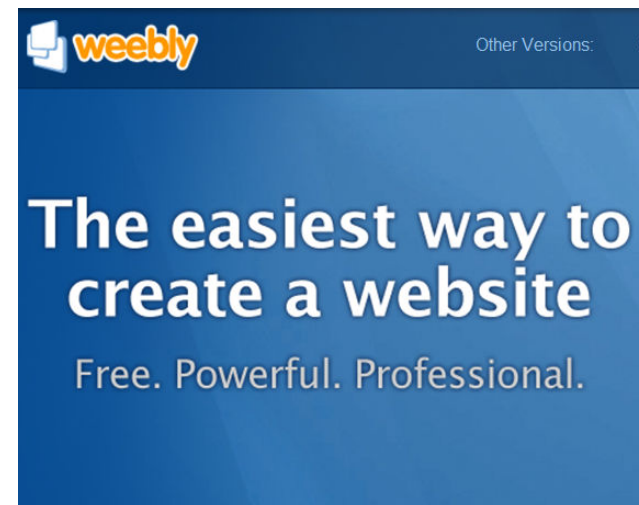 weebly
Other Versions:
The easiest way to
create a website
Free. Powerful. Professional.